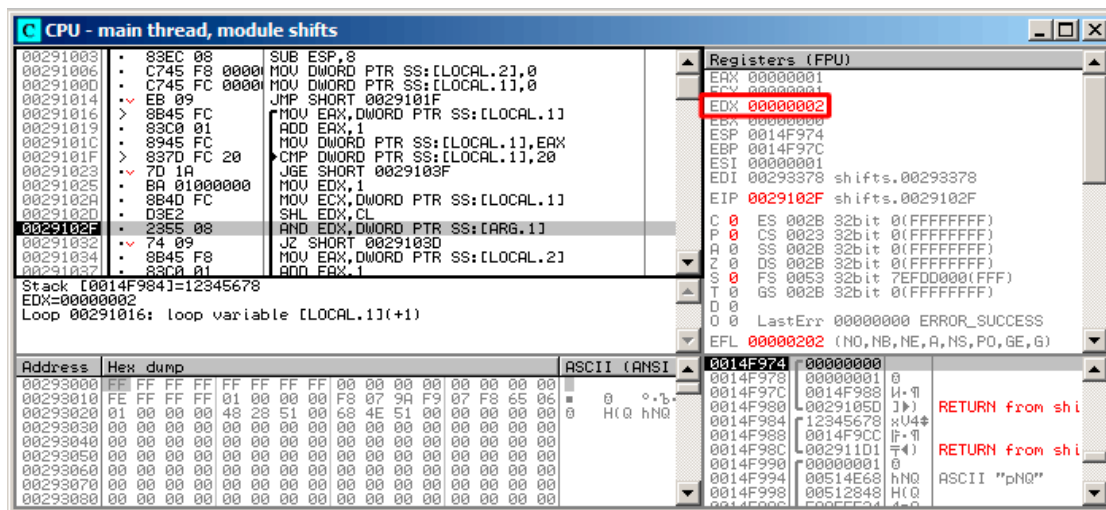 C CPU - main thread, module shifts
00291003 · 83EC 08 SUB ESP,8
00291006 · C745 F8 0000 MOV DWORD PTR SS:[LOCAL.2],0
0029100D · C745 FC 0000 MOV DWORD PTR SS:[LOCAL.1],0
00291014 · EB 09 JMP SHORT 0029101F
00291016 > 8B45 FC MOV EAX,DWORD PTR SS:[LOCAL.1]
00291019 · 83C0 01 ADD EAX,1
0029101C · 8945 FC MOV DWORD PTR SS:[LOCAL.1],EAX
0029101F > 837D FC 20 CMP DWORD PTR SS:[LOCAL.1],20
00291023 · 7D 1A JGE SHORT 0029103F
00291025 · BA 01000000 MOV EDX,1
0029102A · 8B4D FC MOV ECX,DWORD PTR SS:[LOCAL.1]
0029102D · D3E2 SHL EDX,CL
0029102F · 2355 08 AND EDX,DWORD PTR SS:[ARG.1]
00291032 · 74 09 JZ SHORT 0029103D
00291034 · 8B45 F8 MOV EAX,DWORD PTR SS:[LOCAL.2]
00291037 · 83C0 01 ADD EAX,1
Stack [0014F984]=12345678
EDX=00000002
Loop 00291016: loop variable [LOCAL.1](+1)
Registers (FPU)
EAX 00000001
ECX 00000001
EDX 00000002
EBX 00000000
ESP 0014F974
EBP 0014F97C
ESI 00000001
EDI 00293378 shifts.00293378
EIP 0029102F shifts.0029102F
C 0 ES 002B 32bit 0(FFFFFFFF)
P 0 CS 0023 32bit 0(FFFFFFFF)
A 0 SS 002B 32bit 0(FFFFFFFF)
Z 0 DS 002B 32bit 0(FFFFFFFF)
S 0 FS 0053 32bit 7EFDD000(FFF)
T 0 GS 002B 32bit 0(FFFFFFFF)
D 0
O 0 LastErr 00000000 ERROR_SUCCESS
EFL 00000202 (NO,NB,NE,A,NS,PO,GE,G)
Address Hex dump ASCII (ANSI
00293000 FF FF FF FF FF FF FF FF 00 00 00 00 00 00 00 00
00293010 FE FF FF FF 01 00 00 00 F8 07 9A F9 07 F8 65 06
00293020 01 00 00 00 48 28 51 00 68 4E 51 00 00 00 00 00 H(Q hNQ
00293030 00 00 00 00 00 00 00 00 00 00 00 00 00 00 00 00
00293040 00 00 00 00 00 00 00 00 00 00 00 00 00 00 00 00
00293050 00 00 00 00 00 00 00 00 00 00 00 00 00 00 00 00
00293060 00 00 00 00 00 00 00 00 00 00 00 00 00 00 00 00
00293070 00 00 00 00 00 00 00 00 00 00 00 00 00 00 00 00
00293080 00 00 00 00 00 00 00 00 00 00 00 00 00 00 00 00
0014F974 00000000
0014F978 00000001
0014F97C 0014F988
0014F980 0029105D RETURN from shi
0014F984 12345678 xV4
0014F988 0014F9CC
0014F98C 002911D1 RETURN from shi
0014F990 00000001
0014F994 00514E68 hNQ ASCII "pNQ"
0014F998 00512848 H(Q